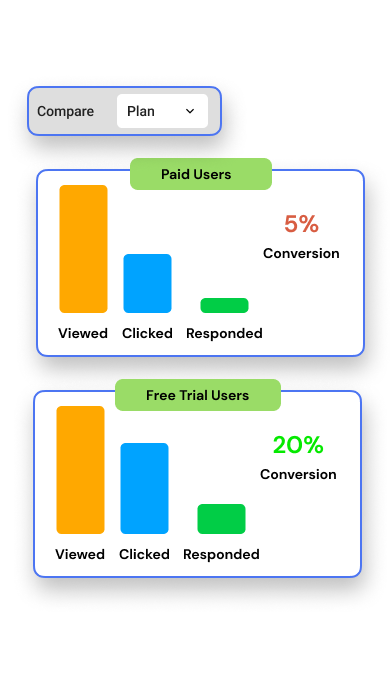 Compare Plan
Paid Users
5%
Conversion
Viewed Clicked Responded
Free Trial Users
20%
Conversion
Viewed Clicked Responded